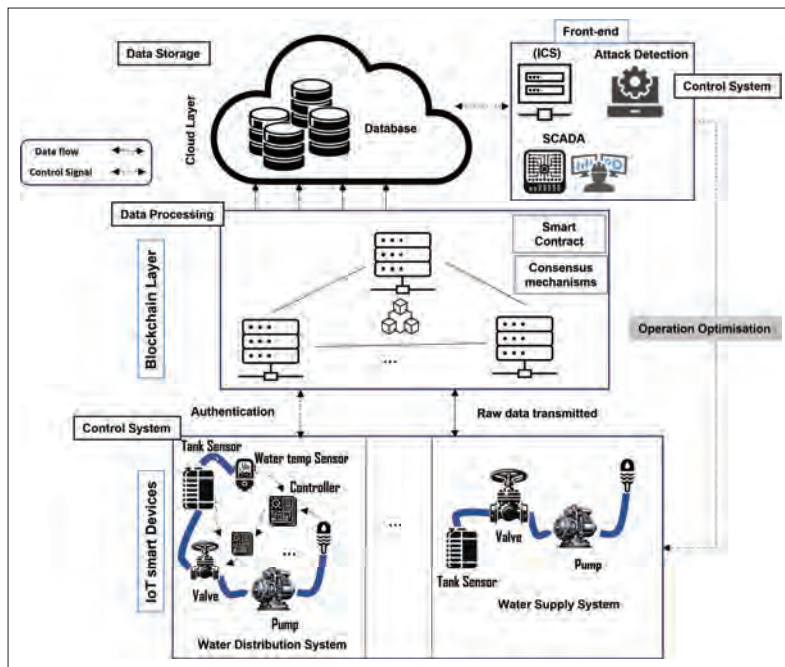 Front-end
Data Storage
(ICS)
Attack Detection
Control System
Cloud Layer
Database
SCADA
Data flow
Control Signal
Data Processing
Smart
Contract
Consensus
mechanisms
Blockchain Layer
...
Operation Optimisation
Authentication
Raw data transmitted
Control System
Tank Sensor
Water temp Sensor
Controller
...
...
IoT smart Devices
Valve
Pump
Water Distribution System
Valve
Tank Sensor
Pump
Water Supply System